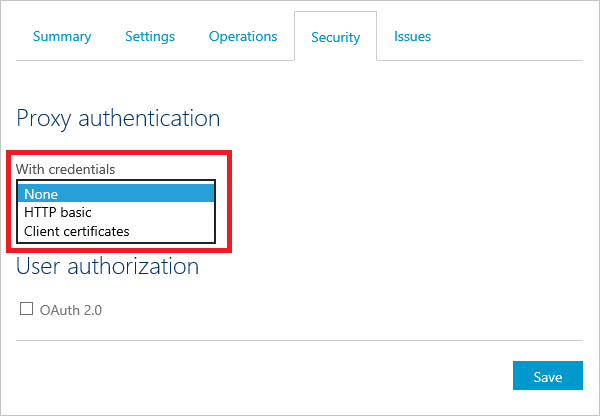 Summary Settings Operations Security Issues
Proxy authentication
With credentials
None
HTTP basic
Client certificates
User authorization
OAuth 2.0
Save